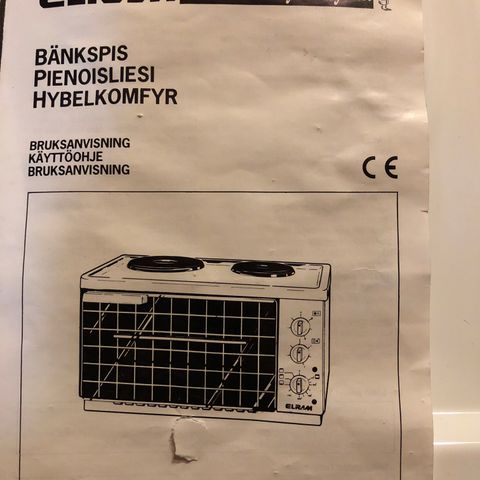 BÄNKSPIS
PIENOISLIESI
HYBELKOMFYR
BRUKSANVISNING
KÄYTTÖOHJE
BRUKSANVISNING
CE
ELRAM